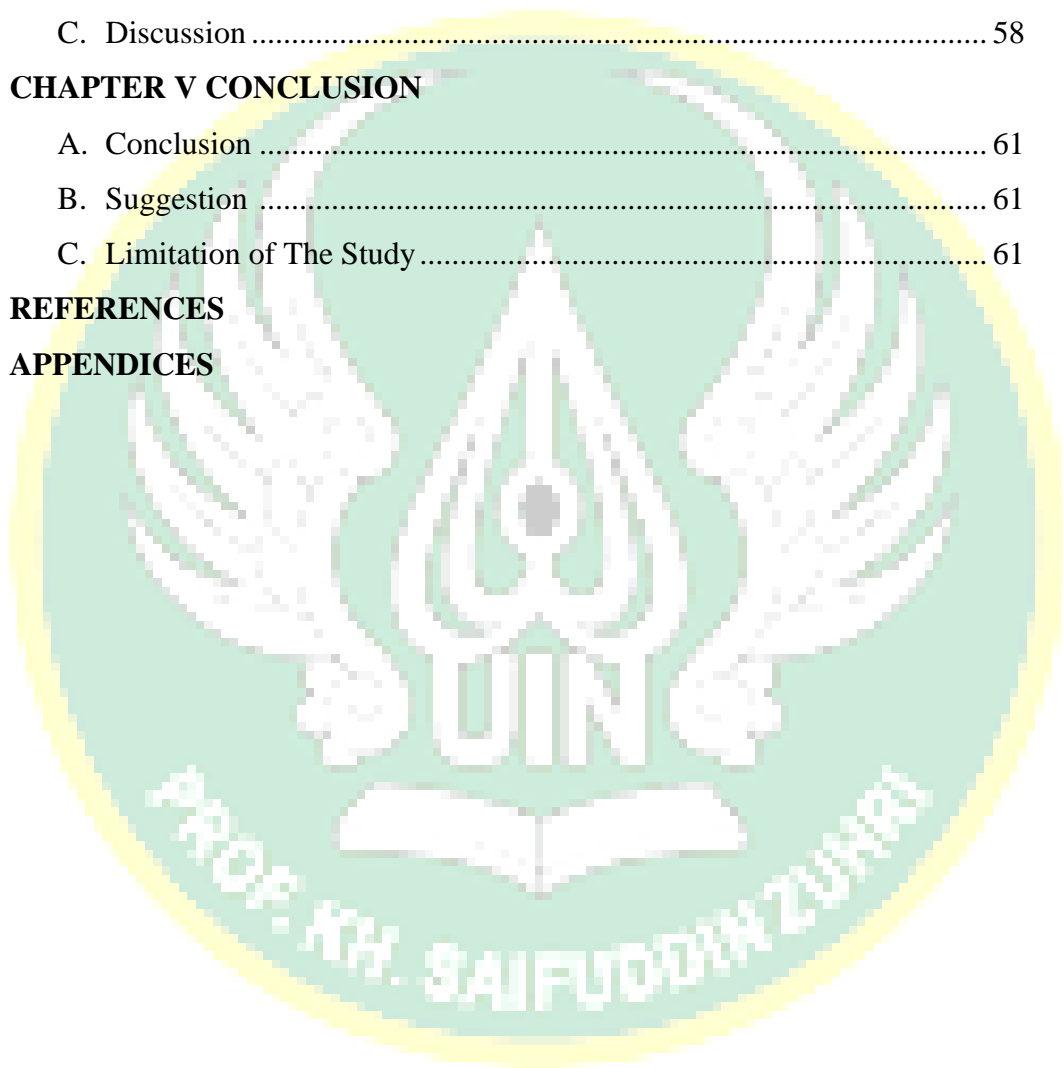 C. Discussion ........................................................................................... 58
CHAPTER V CONCLUSION
A. Conclusion .......................................................................................... 61
B. Suggestion .......................................................................................... 61
C. Limitation of The Study ...................................................................... 61
REFERENCES
APPENDICES
UIN
PROF. KH. SAIFUDDIN ZUHRI